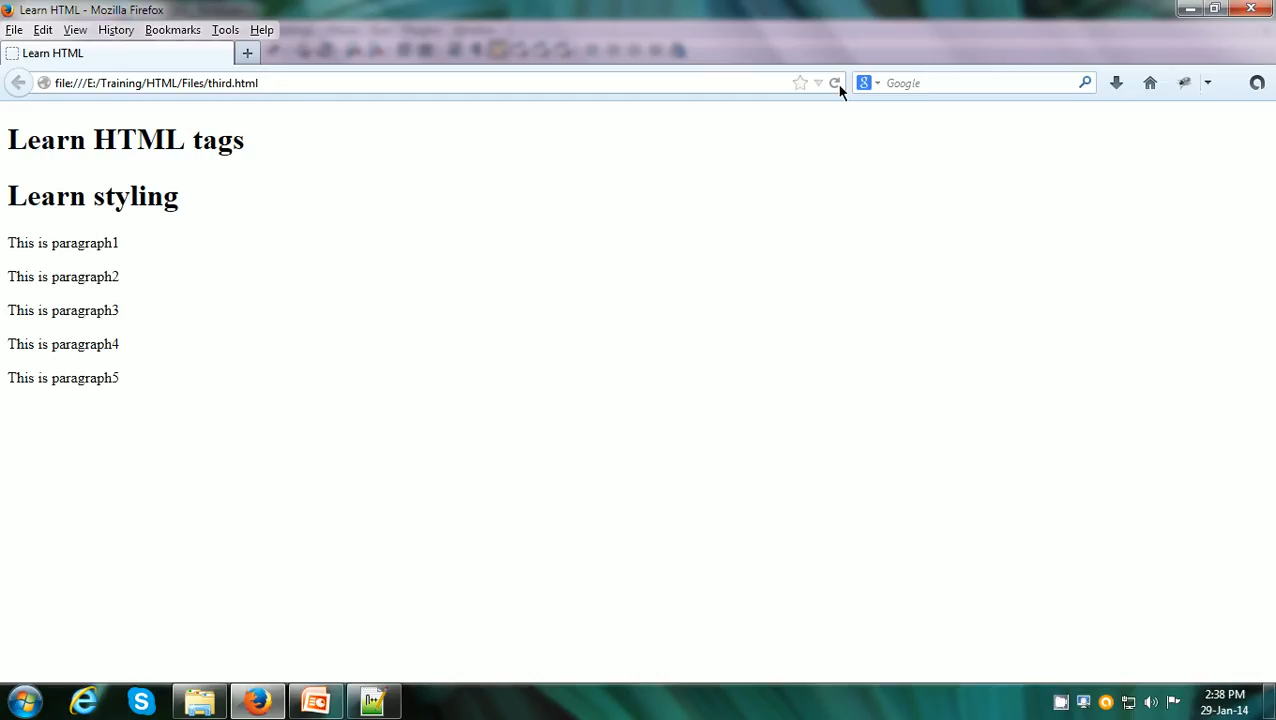 Learn HTML - Mozilla Firefox
File Edit View History Bookmarks Tools Help
Learn HTML
file:///E:/Training/HTML/Files/third.html
Google
Learn HTML tags
Learn styling
This is paragraph1
This is paragraph2
This is paragraph3
This is paragraph4
This is paragraph5
2:38 PM
29-Jan-14